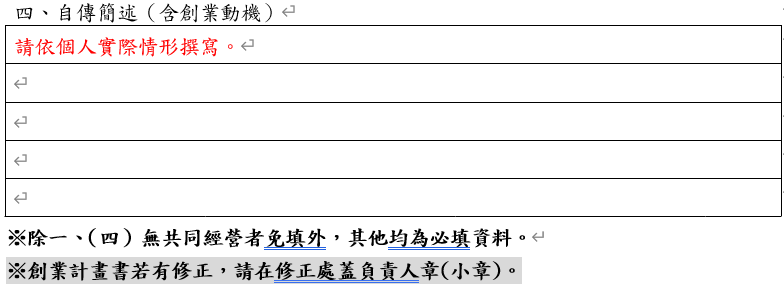 四、自傳簡述（含創業動機）
請依個人實際情形撰寫。
※除一、(四) 無共同經營者免填外，其他均為必填資料。
※創業計畫書若有修正，請在修正處蓋負責人章(小章)。